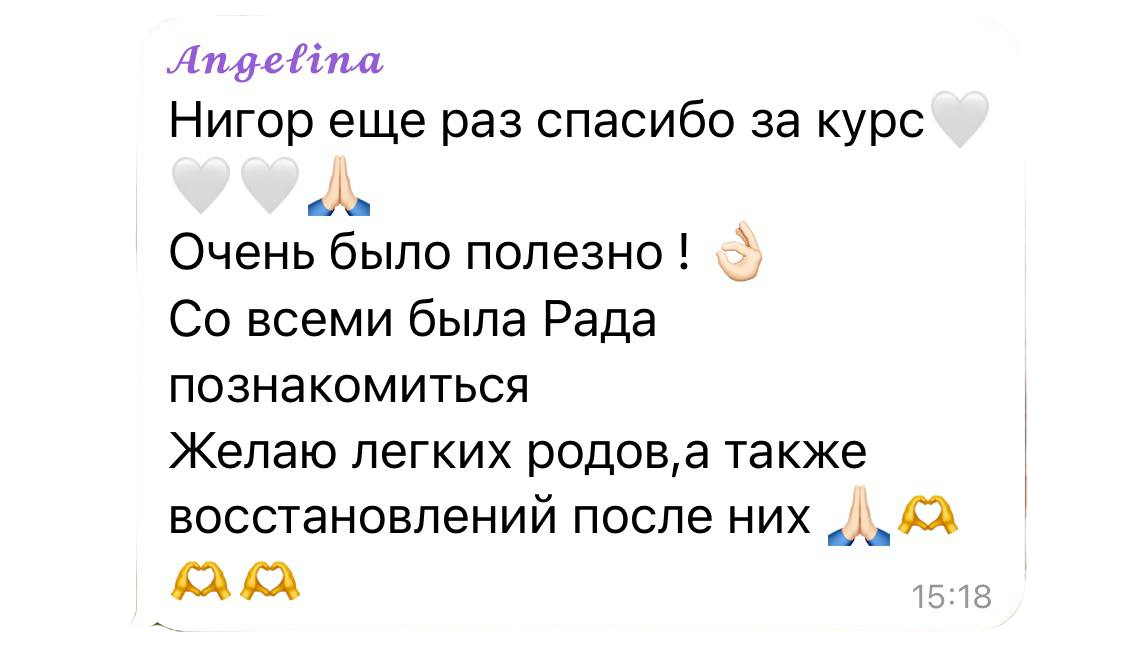 Angelina
Нигор еще раз спасибо за курс🤍
🤍🤍🙏🏻
Очень было полезно ! 👌🏻
Со всеми была Рада
познакомиться
Желаю легких родов,а также
восстановлений после них 🙏🏻🫶
🫶🫶
15:18